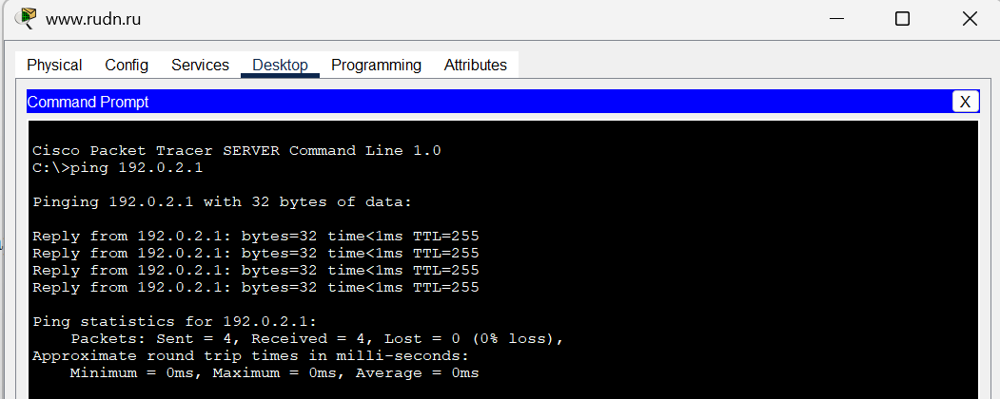 www.rudn.ru
Physical Config Services Desktop Programming Attributes
Command Prompt X
Cisco Packet Tracer SERVER Command Line 1.0
C:\>ping 192.0.2.1
Pinging 192.0.2.1 with 32 bytes of data:
Reply from 192.0.2.1: bytes=32 time<1ms TTL=255
Reply from 192.0.2.1: bytes=32 time<1ms TTL=255
Reply from 192.0.2.1: bytes=32 time<1ms TTL=255
Reply from 192.0.2.1: bytes=32 time<1ms TTL=255
Ping statistics for 192.0.2.1:
Packets: Sent = 4, Received = 4, Lost = 0 (0% loss),
Approximate round trip times in milli-seconds:
Minimum = 0ms, Maximum = 0ms, Average = 0ms